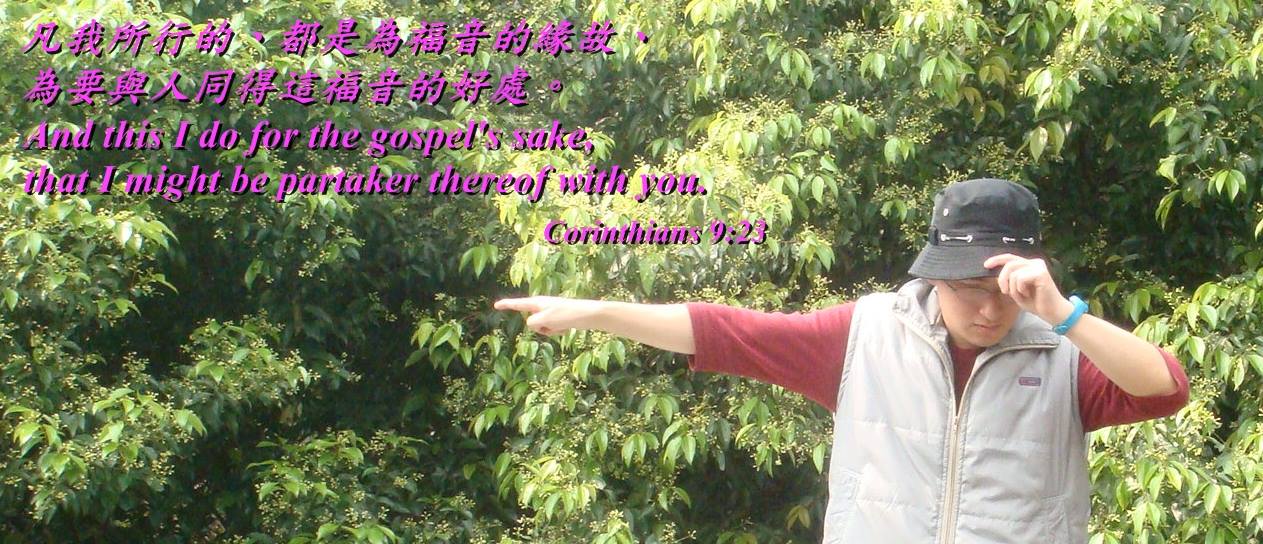 凡我所行的、都是為福音的緣故、
為要與人同得這福音的好處。
And this I do for the gospel's sake,
that I might be partaker thereof with you.
Corinthians 9:23